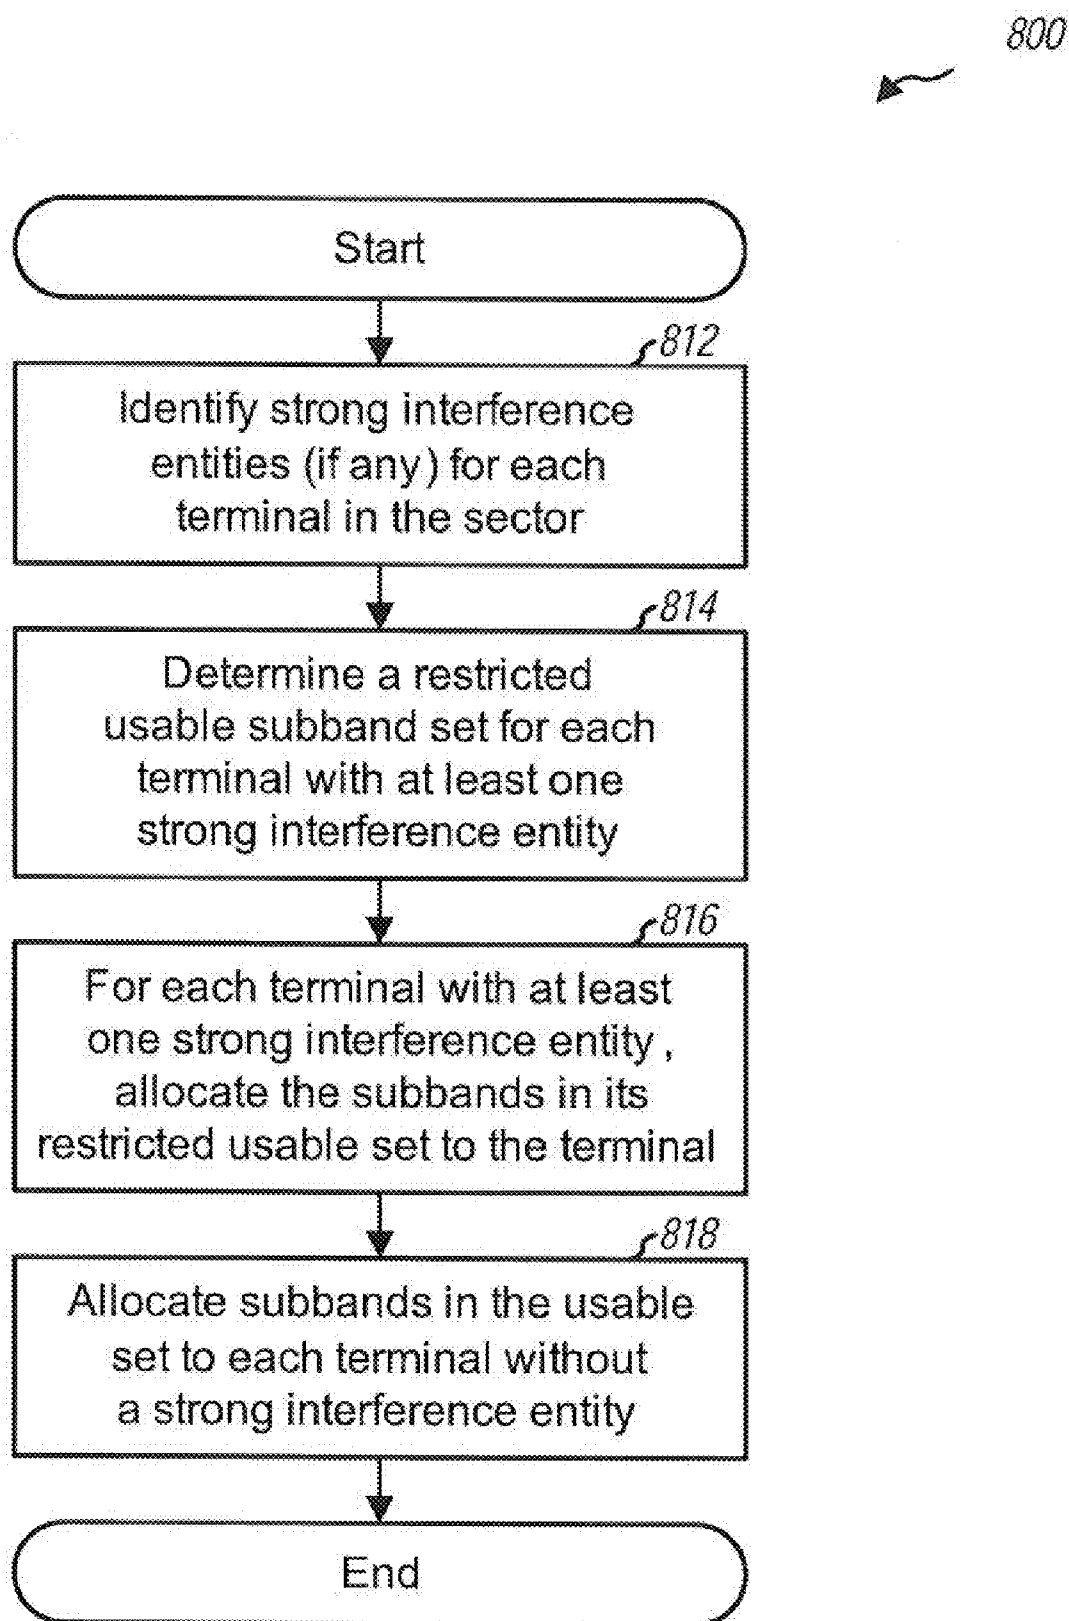 800
Start
812
Identify strong interference
entities (if any) for each
terminal in the sector
814
Determine a restricted
usable subband set for each
terminal with at least one
strong interference entity
816
For each terminal with at least
one strong interference entity ,
allocate the subbands in its
restricted usable set to the terminal
818
Allocate subbands in the usable
set to each terminal without
a strong interference entity
End